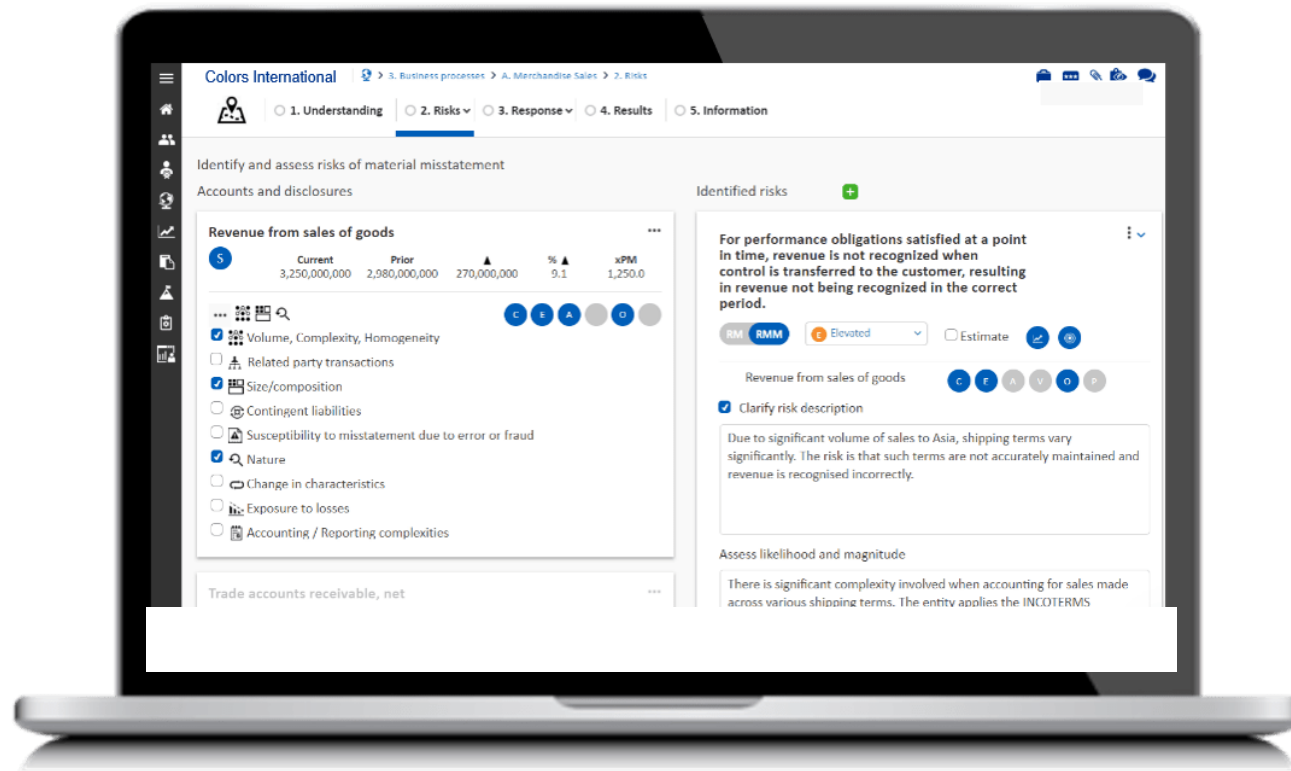 Colors International
3. Business processes > A. Merchandise Sales > 2. Risks
1. Understanding
2. Risks
3. Response
4. Results
5. Information
Identify and assess risks of material misstatement
Accounts and disclosures
Revenue from sales of goods
S
Current Prior ▲ % ▲ xPM
3,250,000,000 2,980,000,000 270,000,000 9.1 1,250.0
C E A O
Volume, Complexity, Homogeneity
Related party transactions
Size/composition
Contingent liabilities
Susceptibility to misstatement due to error or fraud
Nature
Change in characteristics
Exposure to losses
Accounting / Reporting complexities
Trade accounts receivable, net
Identified risks
For performance obligations satisfied at a point
in time, revenue is not recognized when
control is transferred to the customer, resulting
in revenue not being recognized in the correct
period.
RM RMM
E Elevated
Estimate
Revenue from sales of goods
C E A V O P
Clarify risk description
Due to significant volume of sales to Asia, shipping terms vary
significantly. The risk is that such terms are not accurately maintained and
revenue is recognised incorrectly.
Assess likelihood and magnitude
There is significant complexity involved when accounting for sales made
across various shipping terms. The entity applies the INCOTERMS